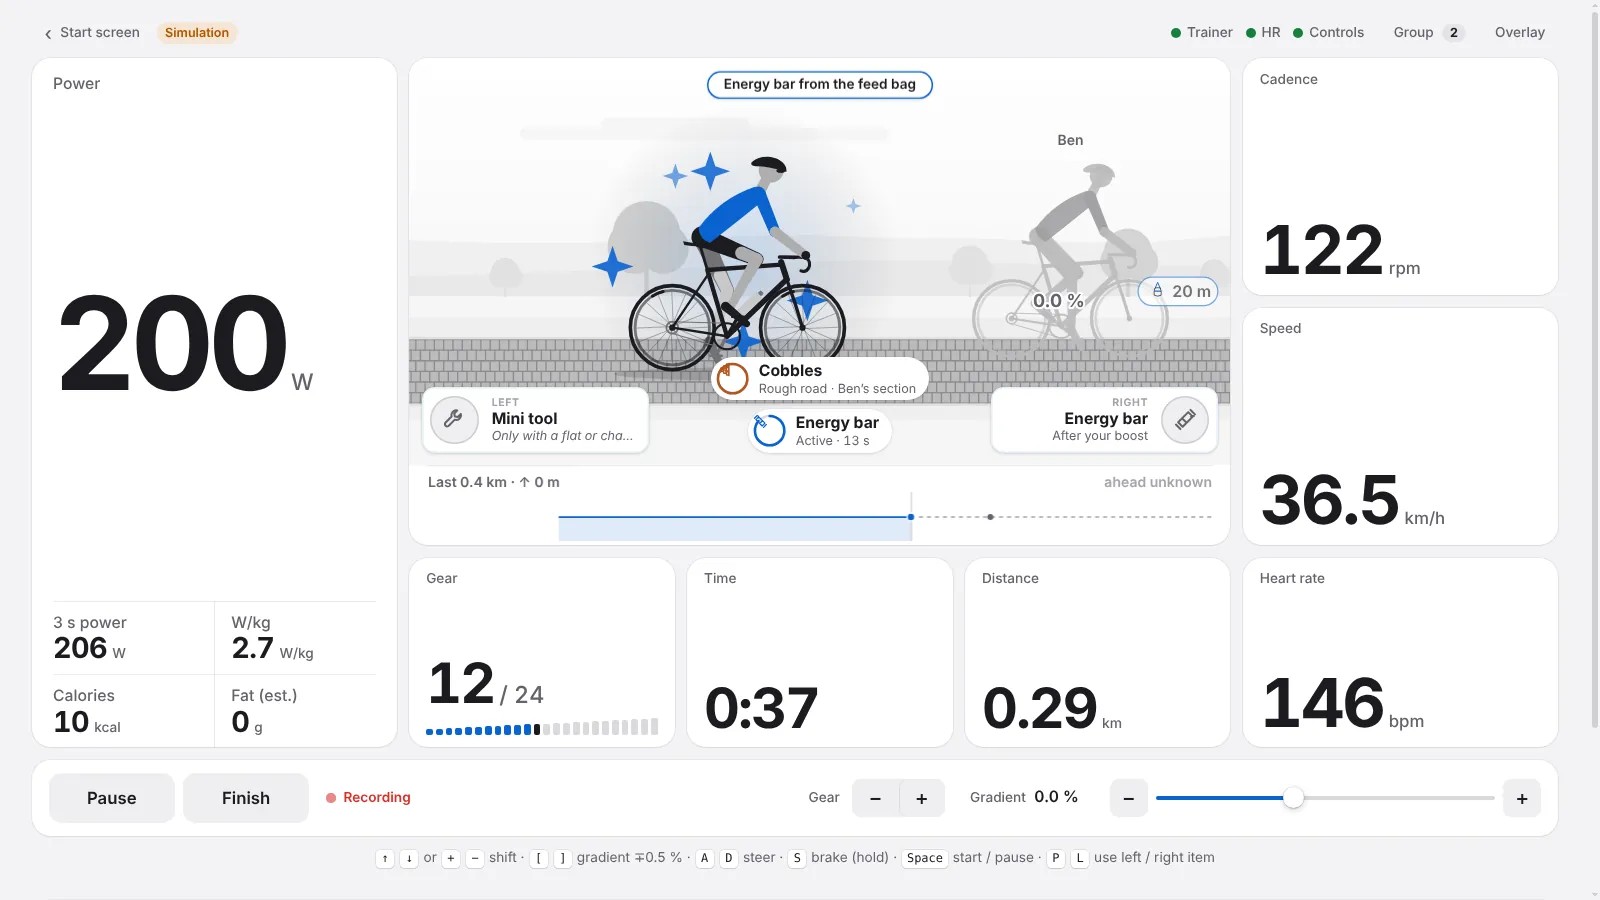 Start screen
Simulation
Trainer
HR
Controls
Group 2
Overlay
Power
200 W
3 s power
206 W
W/kg
2.7 W/kg
Calories
10 kcal
Fat (est.)
0 g
Energy bar from the feed bag
Ben
0.0 %
20 m
Cobbles
Rough road · Ben's section
LEFT
Mini tool
Only with a flat or cha…
Energy bar
Active · 13 s
RIGHT
Energy bar
After your boost
Last 0.4 km · ↑ 0 m
ahead unknown
Cadence
122 rpm
Speed
36.5 km/h
Gear
12 / 24
Time
0:37
Distance
0.29 km
Heart rate
146 bpm
Pause
Finish
Recording
Gear
− +
Gradient 0.0 %
− +
↑ ↓ or + − shift · [ ] gradient ∓0.5 % · A D steer · S brake (hold) · Space start / pause · P L use left / right item